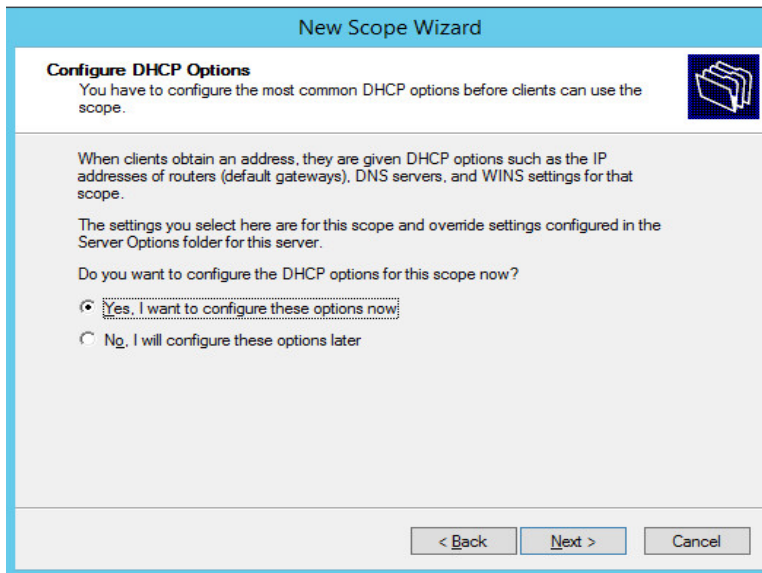 New Scope Wizard
Configure DHCP Options
You have to configure the most common DHCP options before clients can use the
scope.
When clients obtain an address, they are given DHCP options such as the IP
addresses of routers (default gateways), DNS servers, and WINS settings for that
scope.
The settings you select here are for this scope and override settings configured in the
Server Options folder for this server.
Do you want to configure the DHCP options for this scope now?
Yes, I want to configure these options now
No, I will configure these options later
< Back
Next >
Cancel